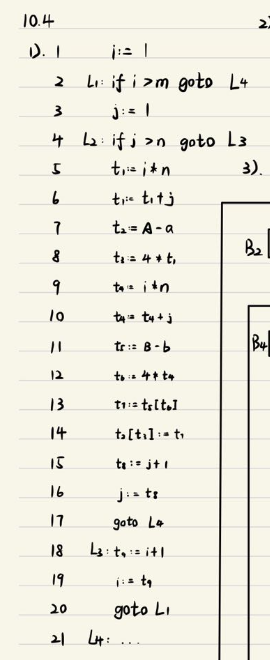 10.4
2)
1). 1 i:= 1
2 L1: if i >m goto L4
3 j:= 1
4 L2: if j >n goto L3
5 t1:= i*n
3).
6 t1:= t1+j
7 t2= A-a
B2
8 t3= 4*t1
9 t4= i*n
10 t4= t4+j
11 t5:= B-b
B4
12 t6:= 4*t4
13 t7:= t5[t6]
14 t2[t3]:= t7
15 t8:= j+1
16 j:= t8
17 goto L4
18 L3: t9:= i+1
19 i:= t9
20 goto L1
21 L4: ...